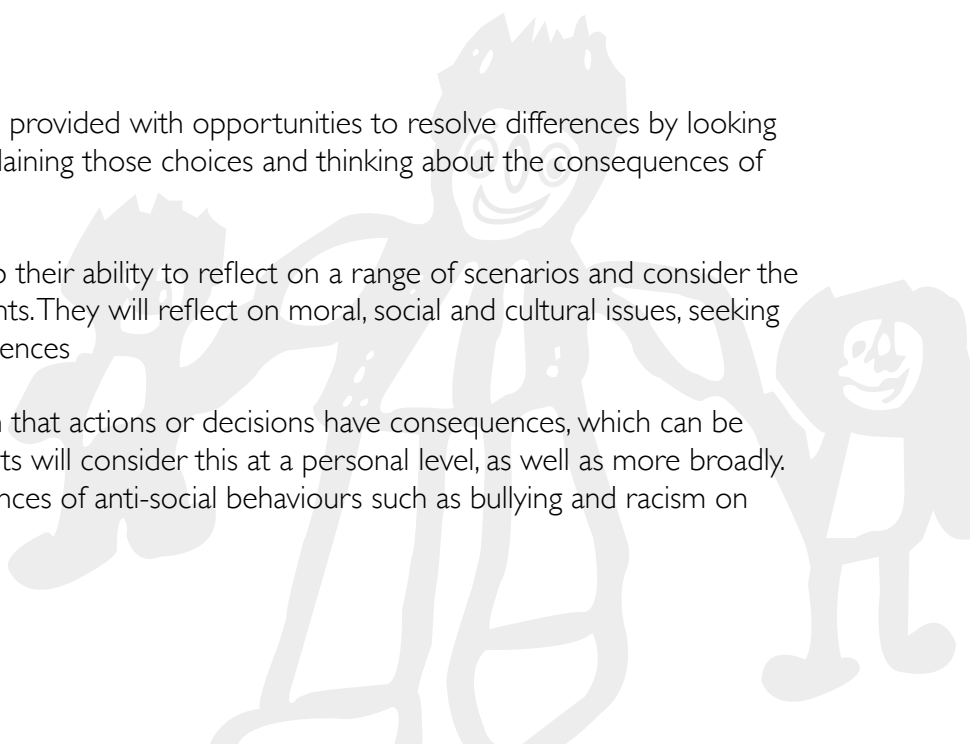 provided with opportunities to resolve differences by looking
laining those choices and thinking about the consequences of
their ability to reflect on a range of scenarios and consider the
nts. They will reflect on moral, social and cultural issues, seeking
ences
that actions or decisions have consequences, which can be
ts will consider this at a personal level, as well as more broadly.
nces of anti-social behaviours such as bullying and racism on